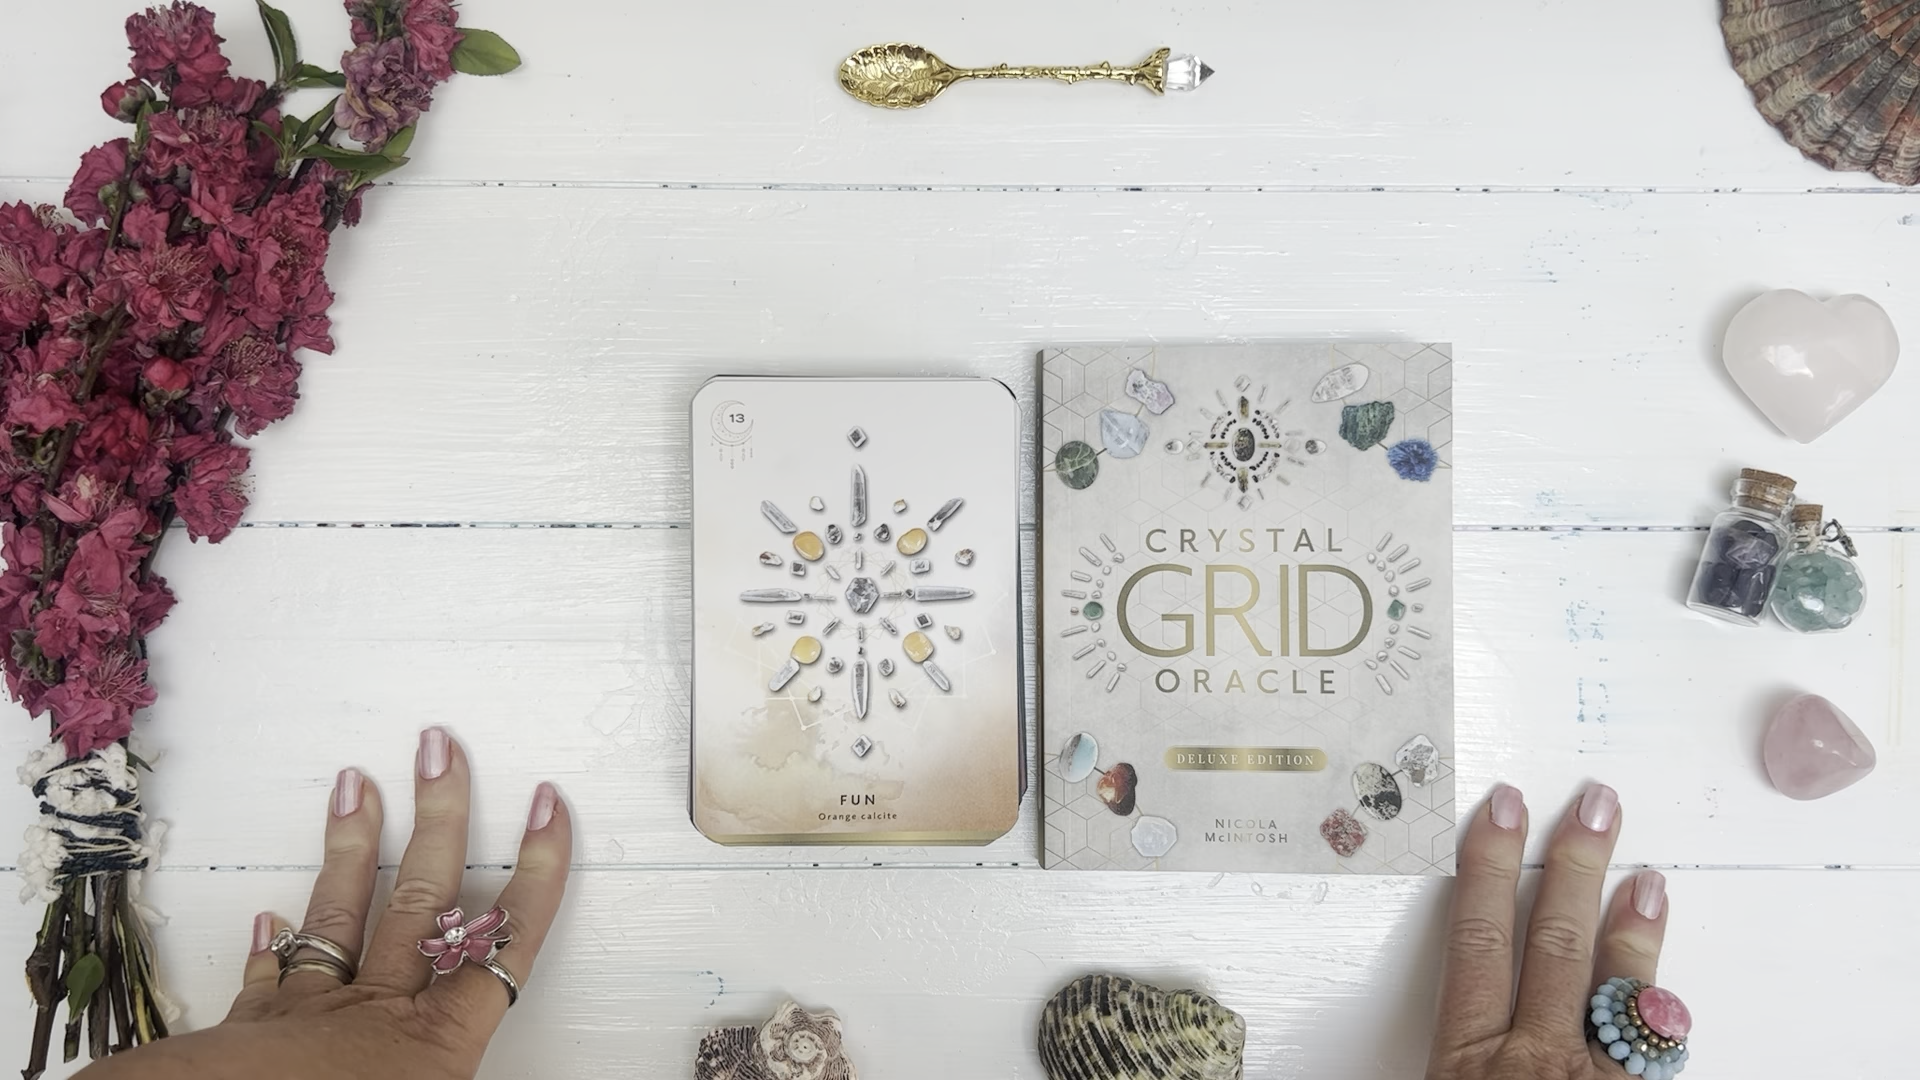 13
FUN
Orange calcite
CRYSTAL
GRID
ORACLE
DELUXE EDITION
NICOLA
McINTOSH